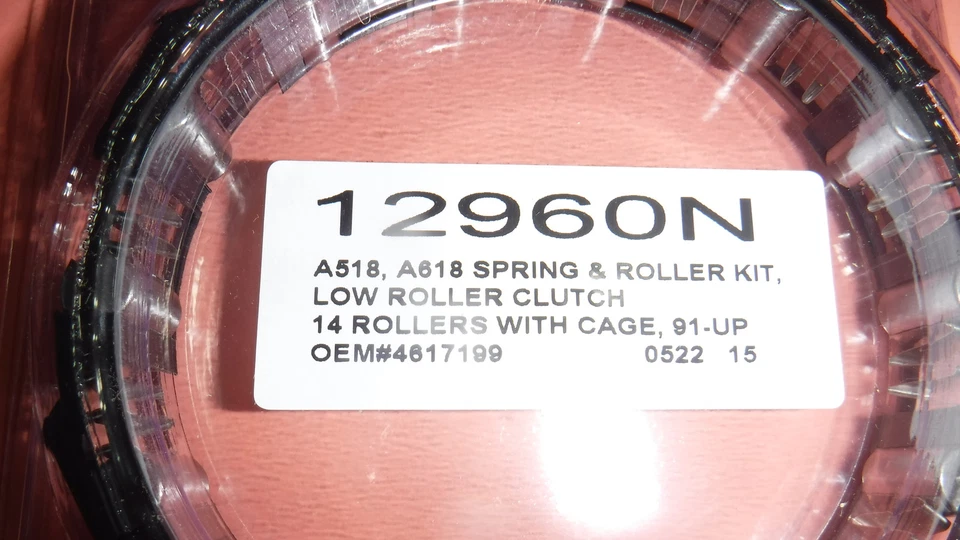 12960N
A518, A618 SPRING & ROLLER KIT,
LOW ROLLER CLUTCH
14 ROLLERS WITH CAGE, 91-UP
OEM#4617199 0522 15